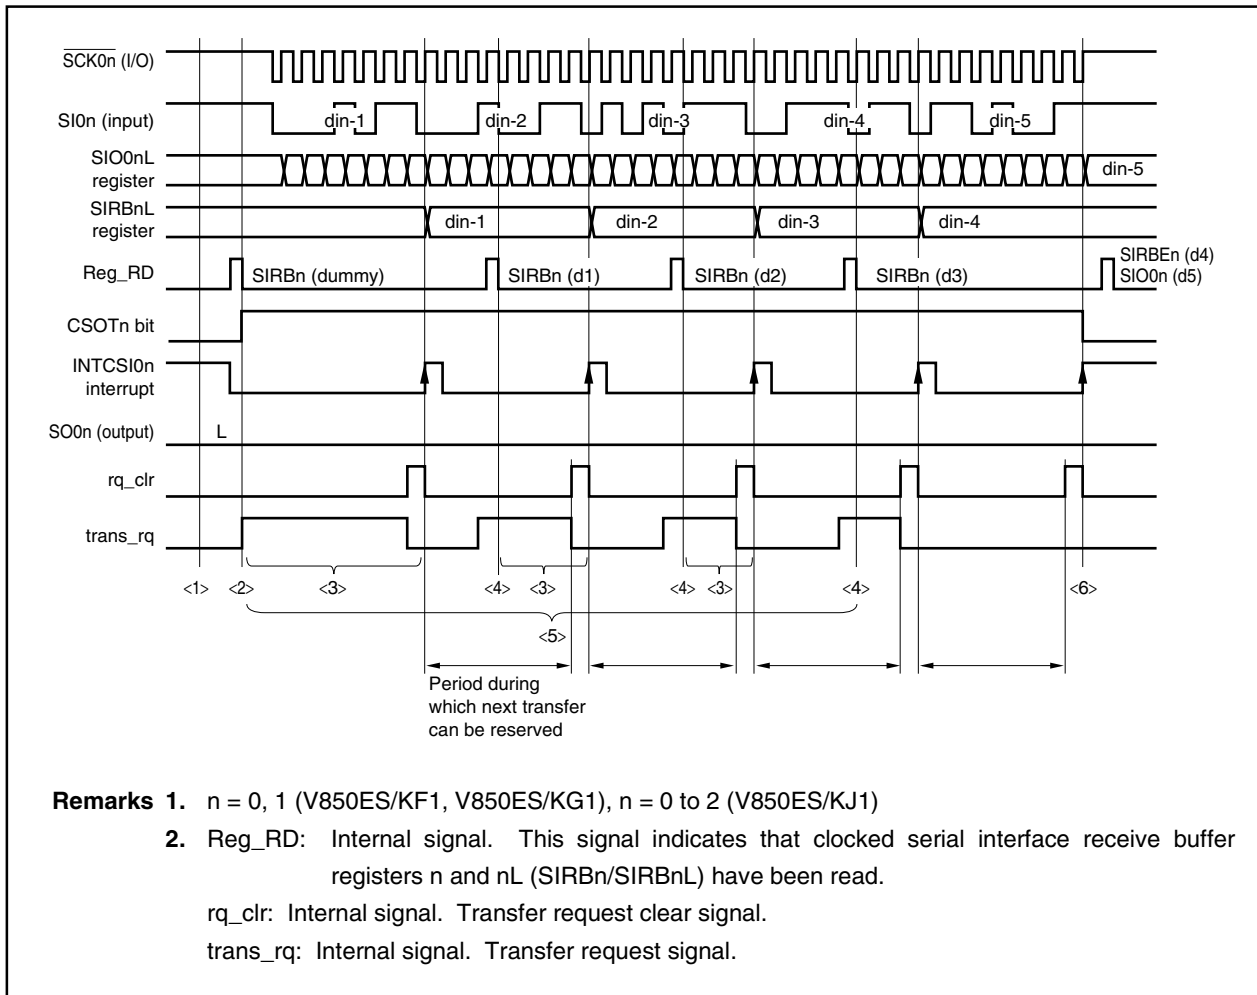 SCK0n (I/O)
SI0n (input)
din-1
din-2
din-3
din-4
din-5
SIO0nL
register
din-5
SIRBnL
register
din-1
din-2
din-3
din-4
Reg_RD
SIRBn (dummy)
SIRBn (d1)
SIRBn (d2)
SIRBn (d3)
SIRBEn (d4)
SIO0n (d5)
CSOTn bit
INTCSI0n
interrupt
SO0n (output)
L
rq_clr
trans_rq
<1>
<2>
<3>
<4>
<3>
<4>
<3>
<4>
<6>
<5>
Period during
which next transfer
can be reserved
Remarks 1. n = 0, 1 (V850ES/KF1, V850ES/KG1), n = 0 to 2 (V850ES/KJ1)
2. Reg_RD: Internal signal. This signal indicates that clocked serial interface receive buffer
registers n and nL (SIRBn/SIRBnL) have been read.
rq_clr: Internal signal. Transfer request clear signal.
trans_rq: Internal signal. Transfer request signal.